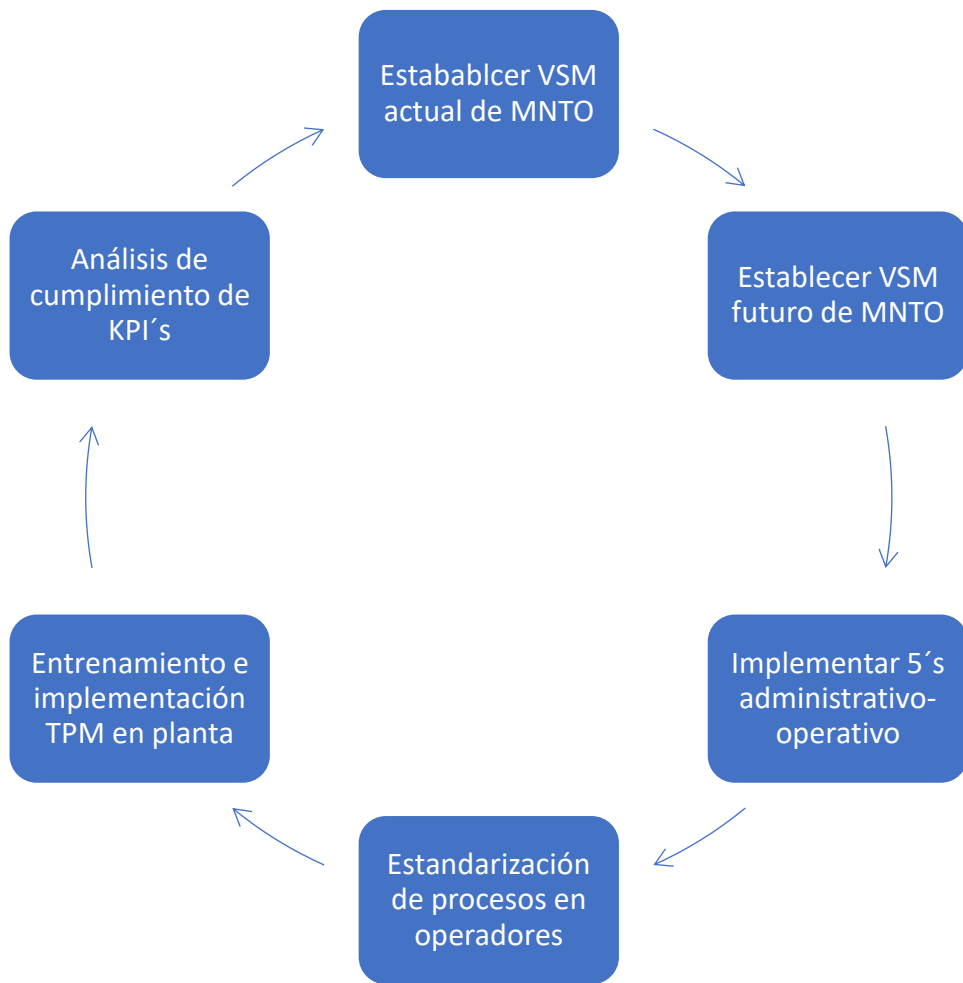 Estabablcer VSM
actual de MNTO
Establecer VSM
futuro de MNTO
Implementar 5´s
administrativo-
operativo
Estandarización
de procesos en
operadores
Entrenamiento e
implementación
TPM en planta
Análisis de
cumplimiento de
KPI´s